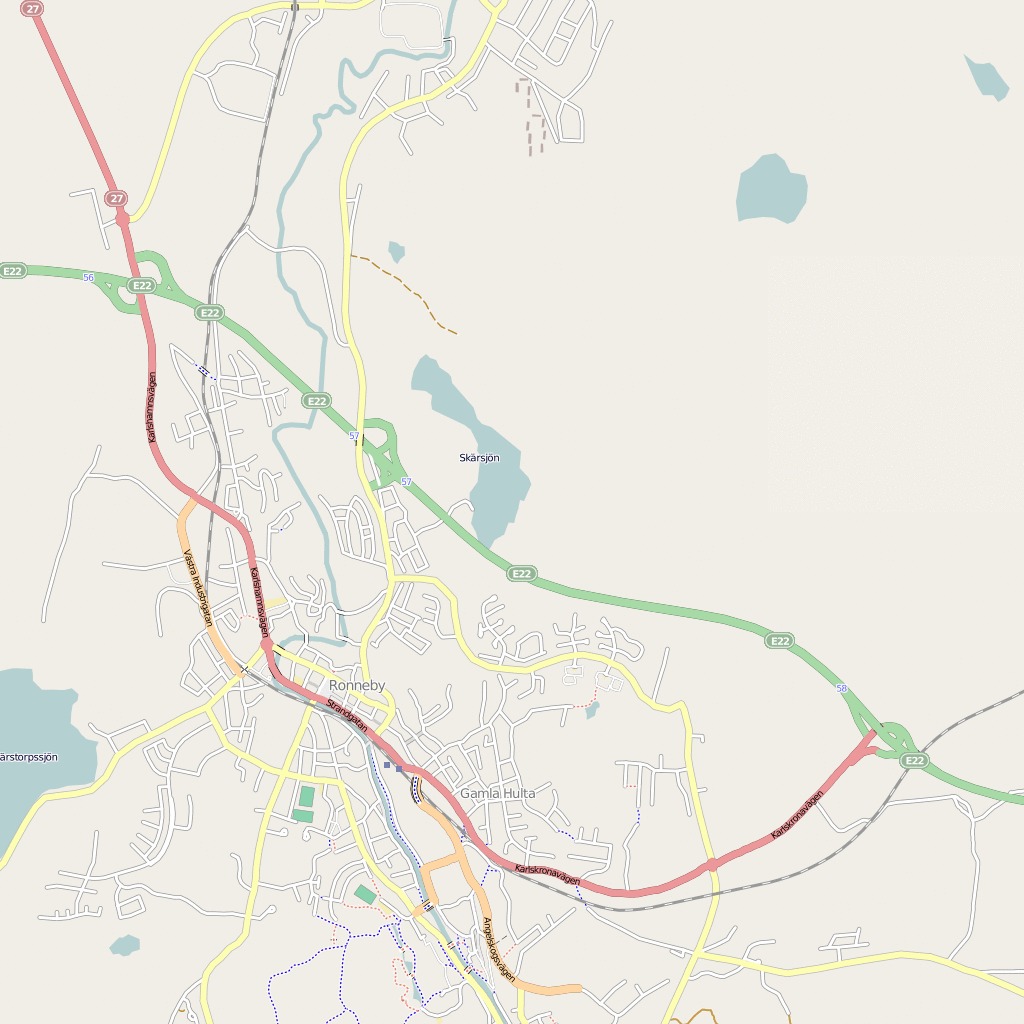 27
27
E22
56
E22
E22
E22
Karlshamnsvägen
57
Skärsjön
57
E22
Västra Industrigatan
Karlshamnsvägen
E22
Ronneby
58
Strandgatan
ärstorpssjön
E22
Gamla Hulta
Karlskronavägen
Karlskronavägen
Angelskogsvägen